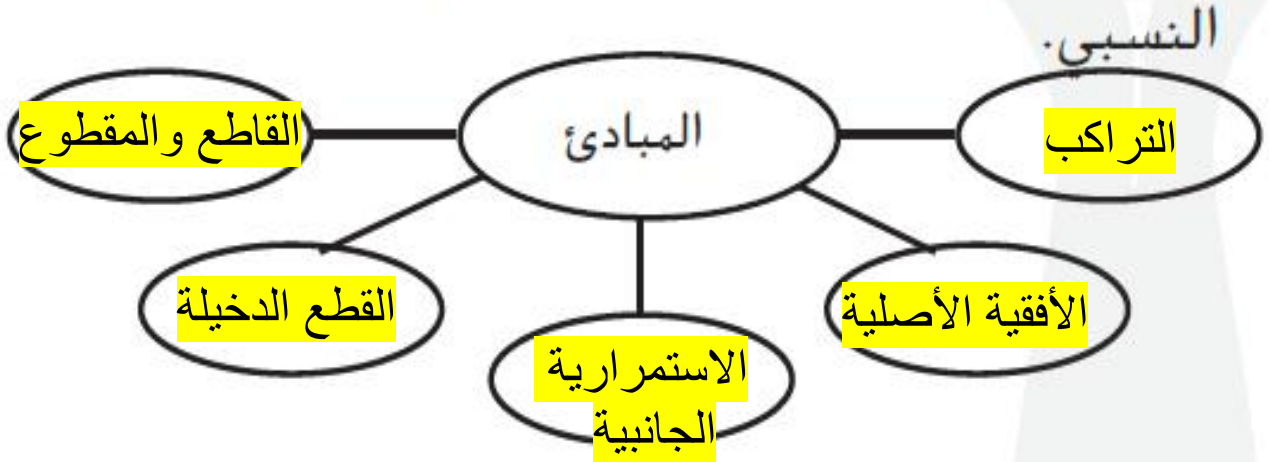 النسبي.
المبادئ
التراكب
القاطع والمقطوع
الأفقية الأصلية
القطع الدخيلة
الاستمرارية
الجانبية